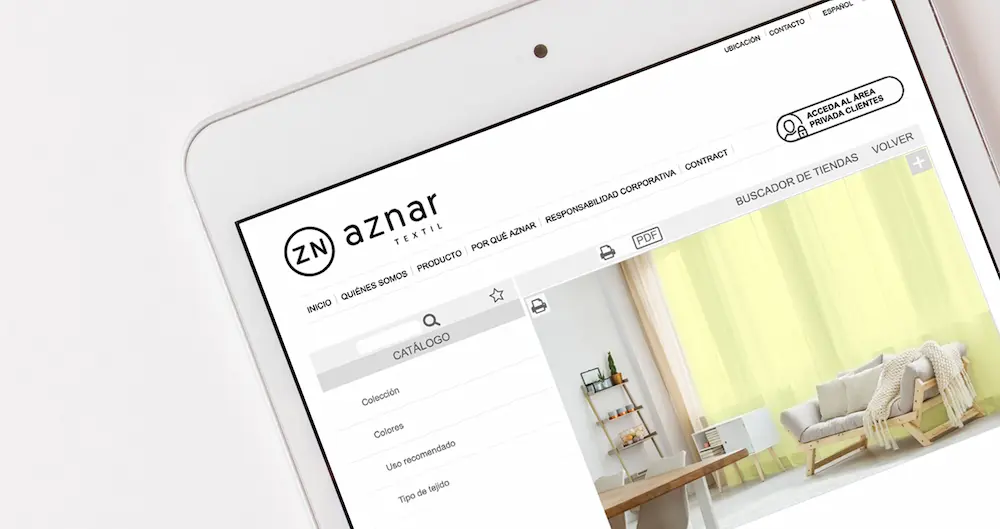 UBICACIÓN
CONTACTO
ESPAÑOL
ACCEDA AL ÁREA
PRIVADA CLIENTES
ZN
aznar
TEXTIL
INICIO
QUIÉNES SOMOS
PRODUCTO
POR QUÉ AZNAR
RESPONSABILIDAD CORPORATIVA
CONTRACT
BUSCADOR DE TIENDAS
VOLVER
PDF
CATÁLOGO
Colección
Colores
Uso recomendado
Tipo de tejido